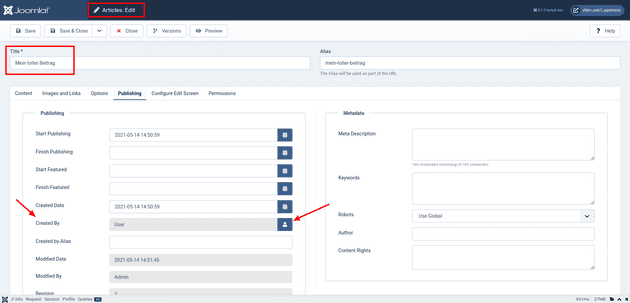 Joomla!
Articles: Edit
Save
Save & Close
Close
Versions
Preview
Help
Title *
Alias
Mein toller Beitrag
mein-toller-beitrag
The Alias will be used as part of the URL.
Content
Images and Links
Options
Publishing
Configure Edit Screen
Permissions
Publishing
Start Publishing
2021-05-14 14:50:59
Finish Publishing
Start Featured
Finish Featured
Created Date
2021-05-14 14:50:59
Created By
User
Created by Alias
Modified Date
2021-05-14 14:51:45
Modified By
Admin
Revision
Metadata
Meta Description
160 characters remaining of 160 characters.
Keywords
Robots
Use Global
Author
Content Rights
J! Info
Request
Session
Profile
Queries
27MB